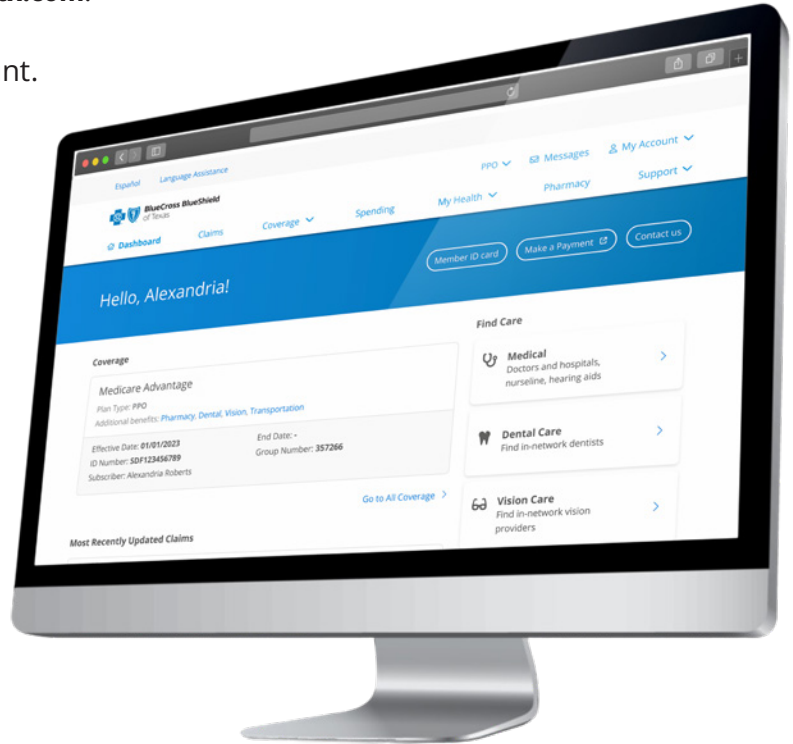 nt.
Español Language Assistance
PPO Messages My Account
BlueCross BlueShield
of Texas
Dashboard Claims Coverage Spending My Health Pharmacy Support
Hello, Alexandria!
Member ID card Make a Payment Contact us
Coverage
Medicare Advantage
Plan Type: PPO
Additional benefits: Pharmacy, Dental, Vision, Transportation
Effective Date: 01/01/2023 End Date: -
ID Number: SDF123456789 Group Number: 357266
Subscriber: Alexandria Roberts
Go to All Coverage
Most Recently Updated Claims
Find Care
Medical
Doctors and hospitals,
nurseline, hearing aids
Dental Care
Find in-network dentists
Vision Care
Find in-network vision
providers